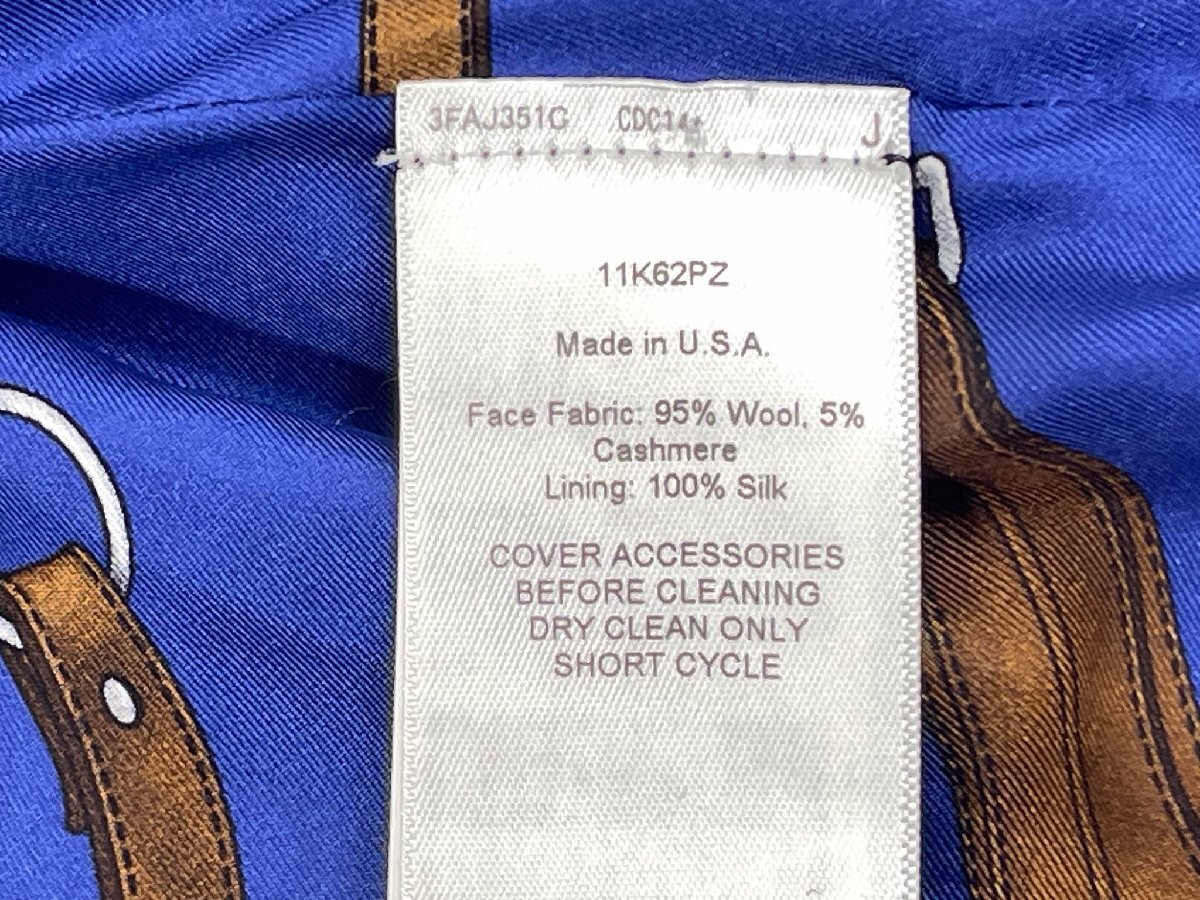 3FAJ351C CDC14+ J
11K62PZ
Made in U.S.A.
Face Fabric: 95% Wool, 5%
Cashmere
Lining: 100% Silk
COVER ACCESSORIES
BEFORE CLEANING
DRY CLEAN ONLY
SHORT CYCLE